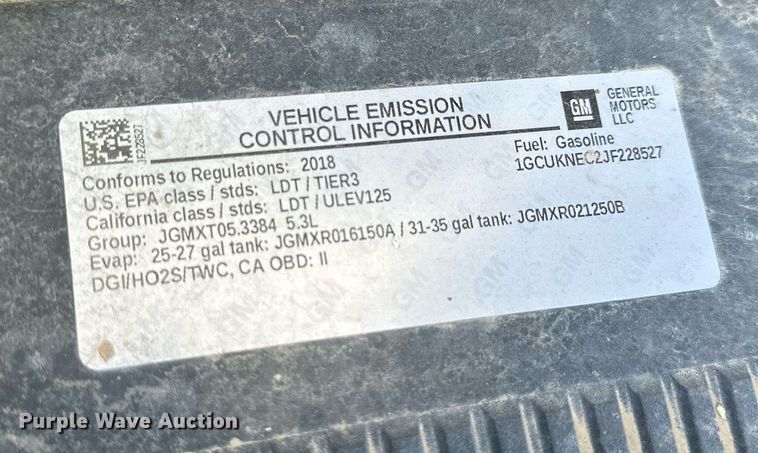 VEHICLE EMISSION
CONTROL INFORMATION
GM
GENERAL
MOTORS
LLC
JF228527
Conforms to Regulations: 2018
Fuel: Gasoline
U.S. EPA class / stds: LDT / TIER3
1GCUKNEC2JF228527
California class / stds: LDT / ULEV125
Group: JGMXT05.3384 5.3L
Evap: 25-27 gal tank: JGMXR016150A / 31-35 gal tank: JGMXR021250B
DGI/HO2S/TWC, CA OBD: II
Purple Wave Auction